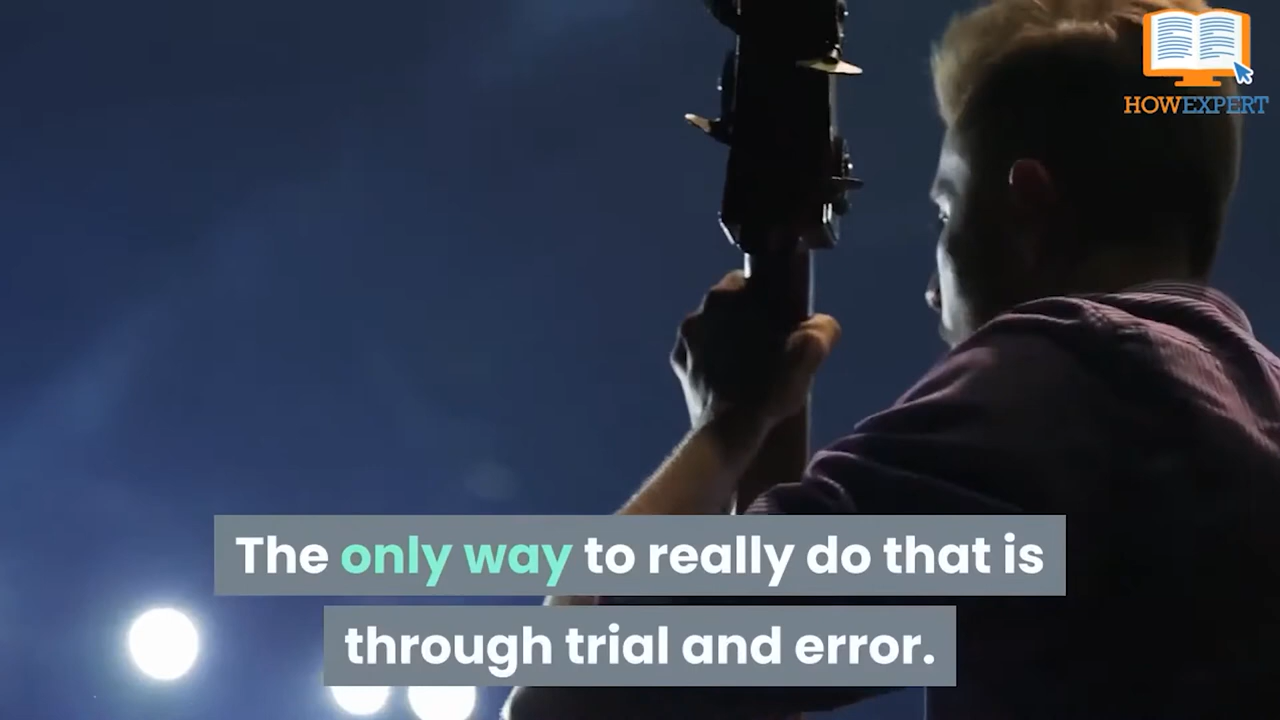 HOWEXPERT
The only way to really do that is
through trial and error.